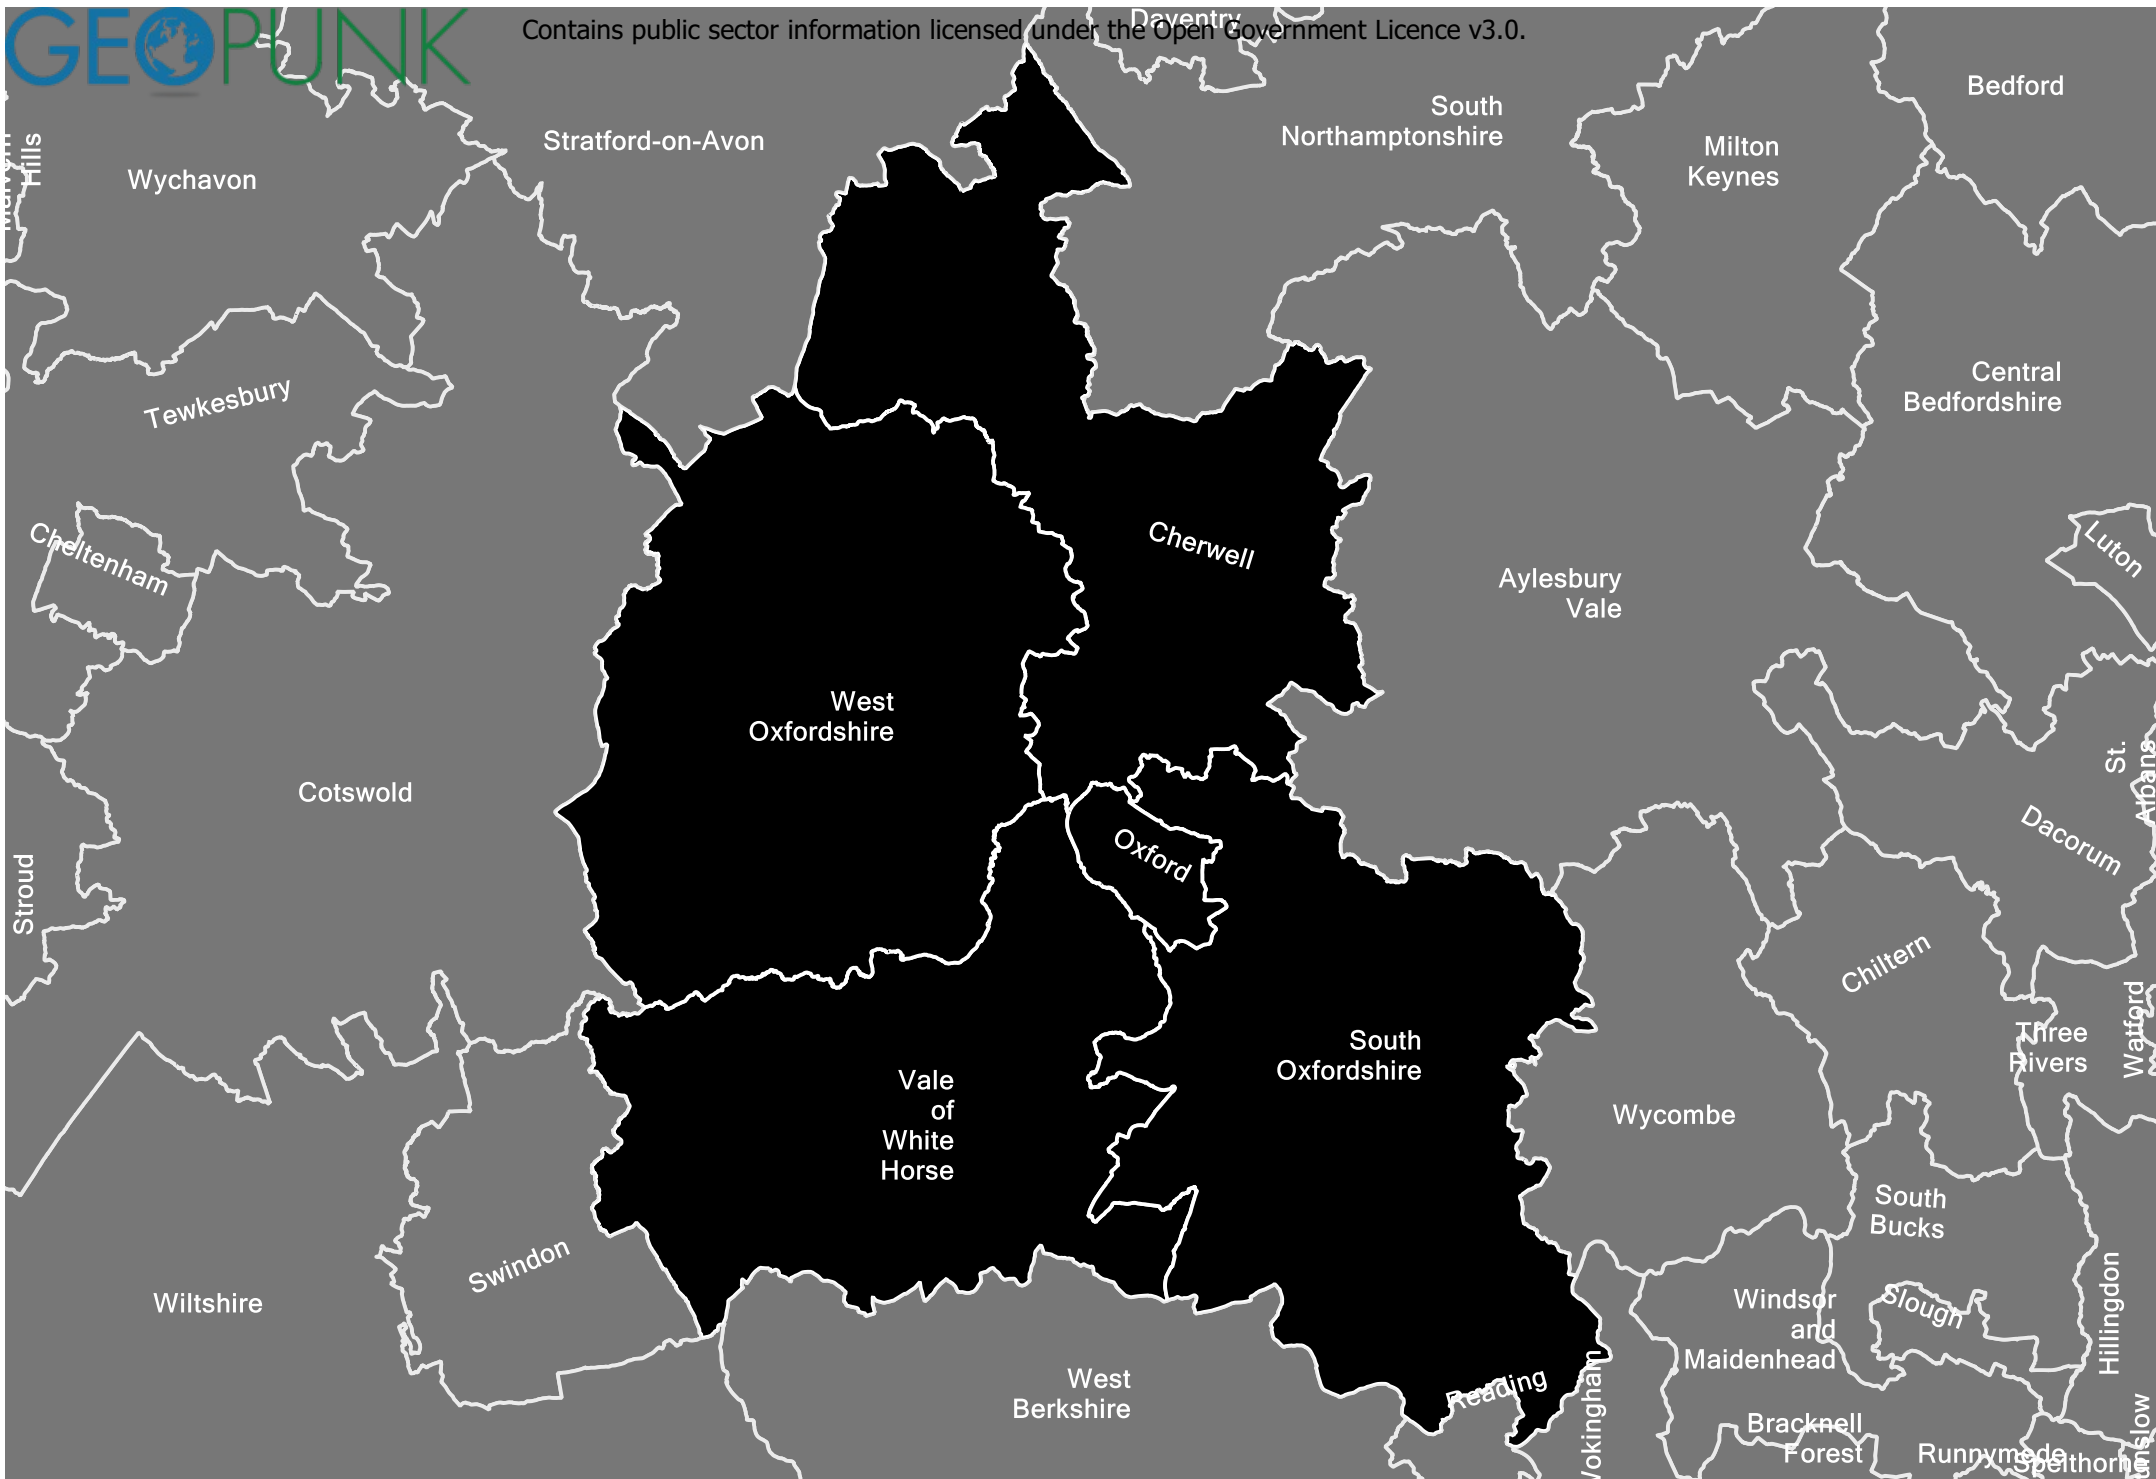 GEOPUNK
Contains public sector information licensed under the Open Government Licence v3.0.
Daventry
Bedford
South
Northamptonshire
Stratford-on-Avon
Milton
Keynes
Malvern
Hills
Wychavon
Central
Bedfordshire
Tewkesbury
Cheltenham
Cherwell
Luton
Aylesbury
Vale
West
Oxfordshire
St.
Albans
Cotswold
Dacorum
Oxford
Stroud
Chiltern
Watford
Three
Rivers
South
Oxfordshire
Vale
of
White
Horse
Wycombe
South
Bucks
Swindon
Hillingdon
Wiltshire
Windsor
and
Maidenhead
Slough
West
Berkshire
Reading
Wokingham
Bracknell
Forest
Runnymede
Spelthorne